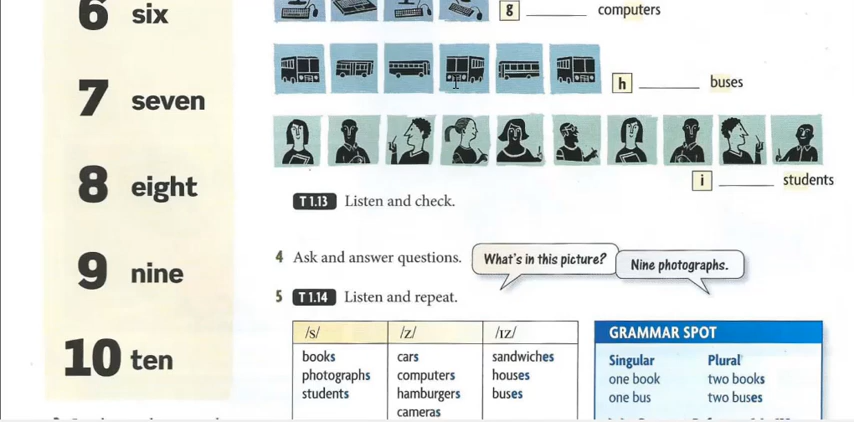 6 six
g ______ computers
7 seven
h ______ buses
8 eight
i ______ students
T 1.13 Listen and check.
9 nine
4 Ask and answer questions.
What's in this picture?
Nine photographs.
5 T 1.14 Listen and repeat.
10 ten
/s/ /z/ /ɪz/
books cars sandwiches
photographs computers houses
students hamburgers buses
cameras
GRAMMAR SPOT
Singular Plural
one book two books
one bus two buses